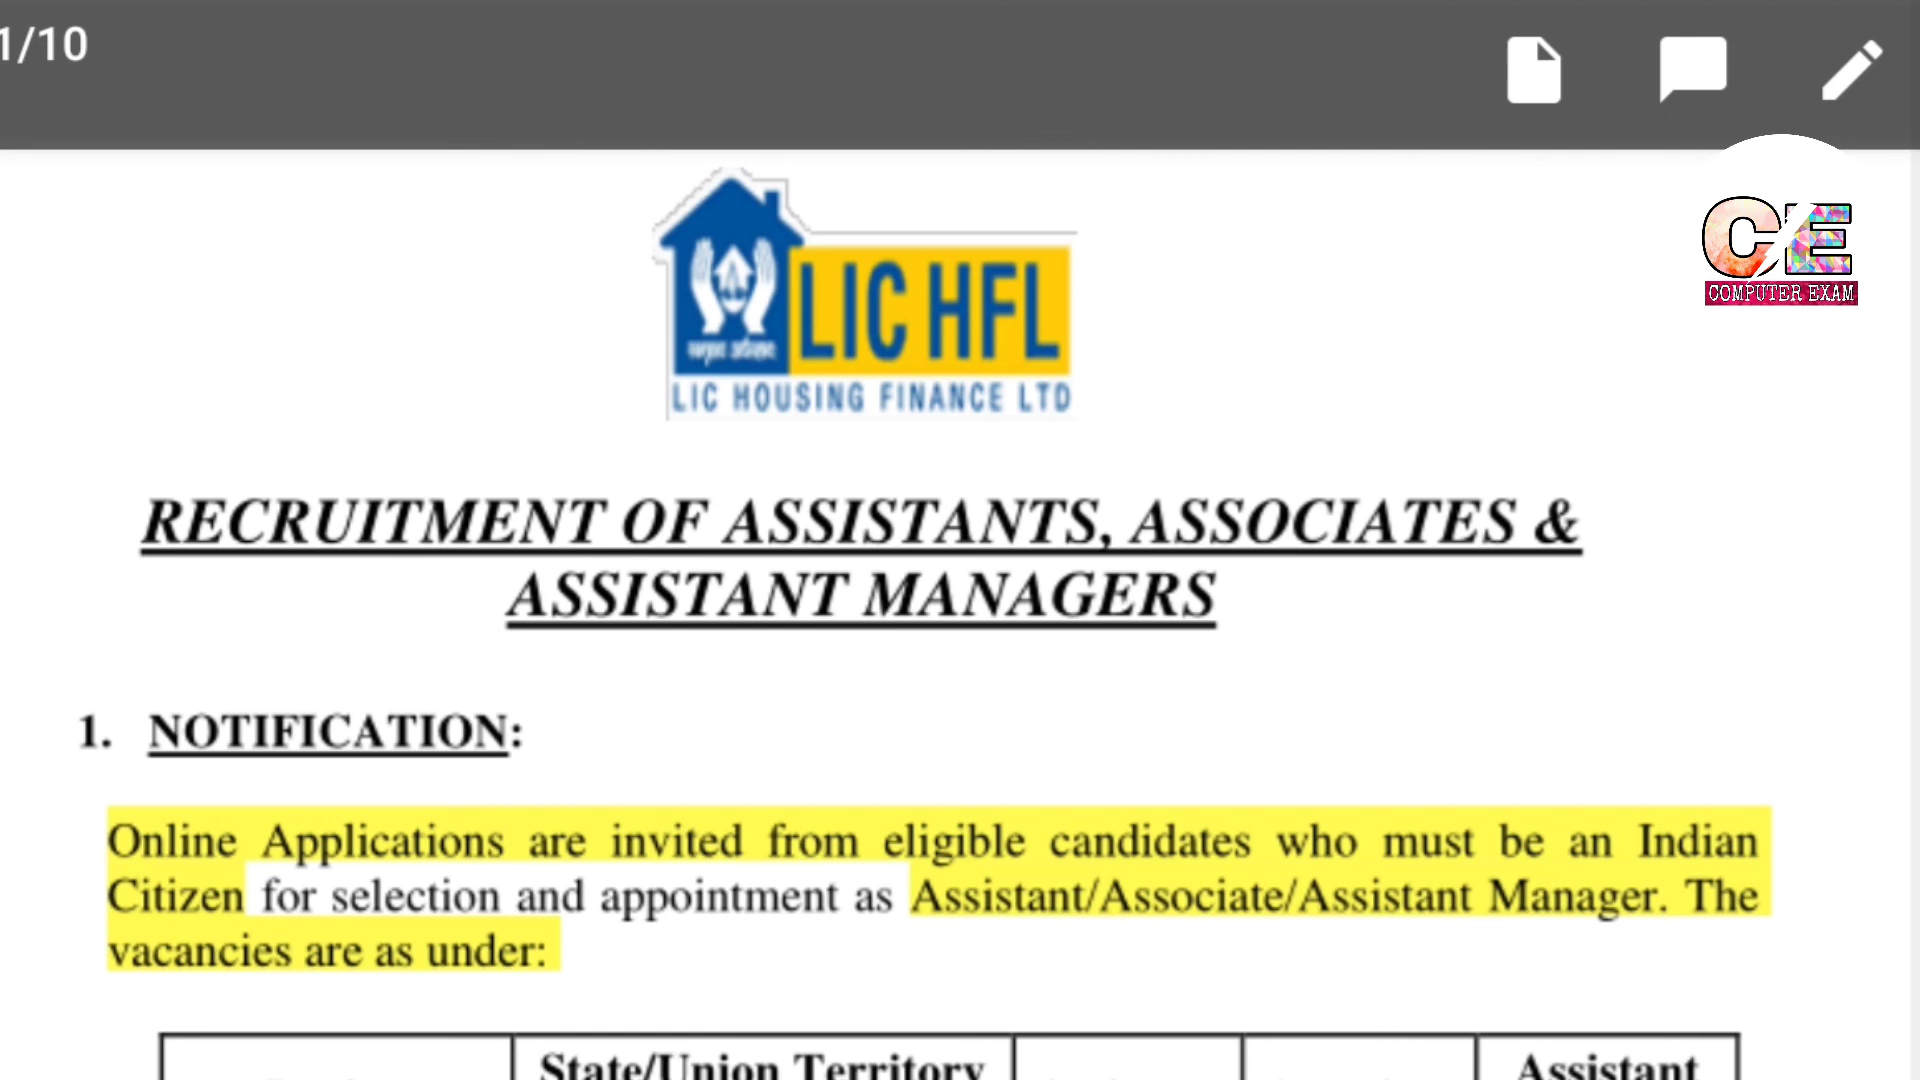 1/10
C/E
COMPUTER EXAM
LIC HFL
LIC HOUSING FINANCE LTD
RECRUITMENT OF ASSISTANTS, ASSOCIATES &
ASSISTANT MANAGERS
1. NOTIFICATION:
Online Applications are invited from eligible candidates who must be an Indian
Citizen for selection and appointment as Assistant/Associate/Assistant Manager. The
vacancies are as under:
State/Union Territory
Assistant